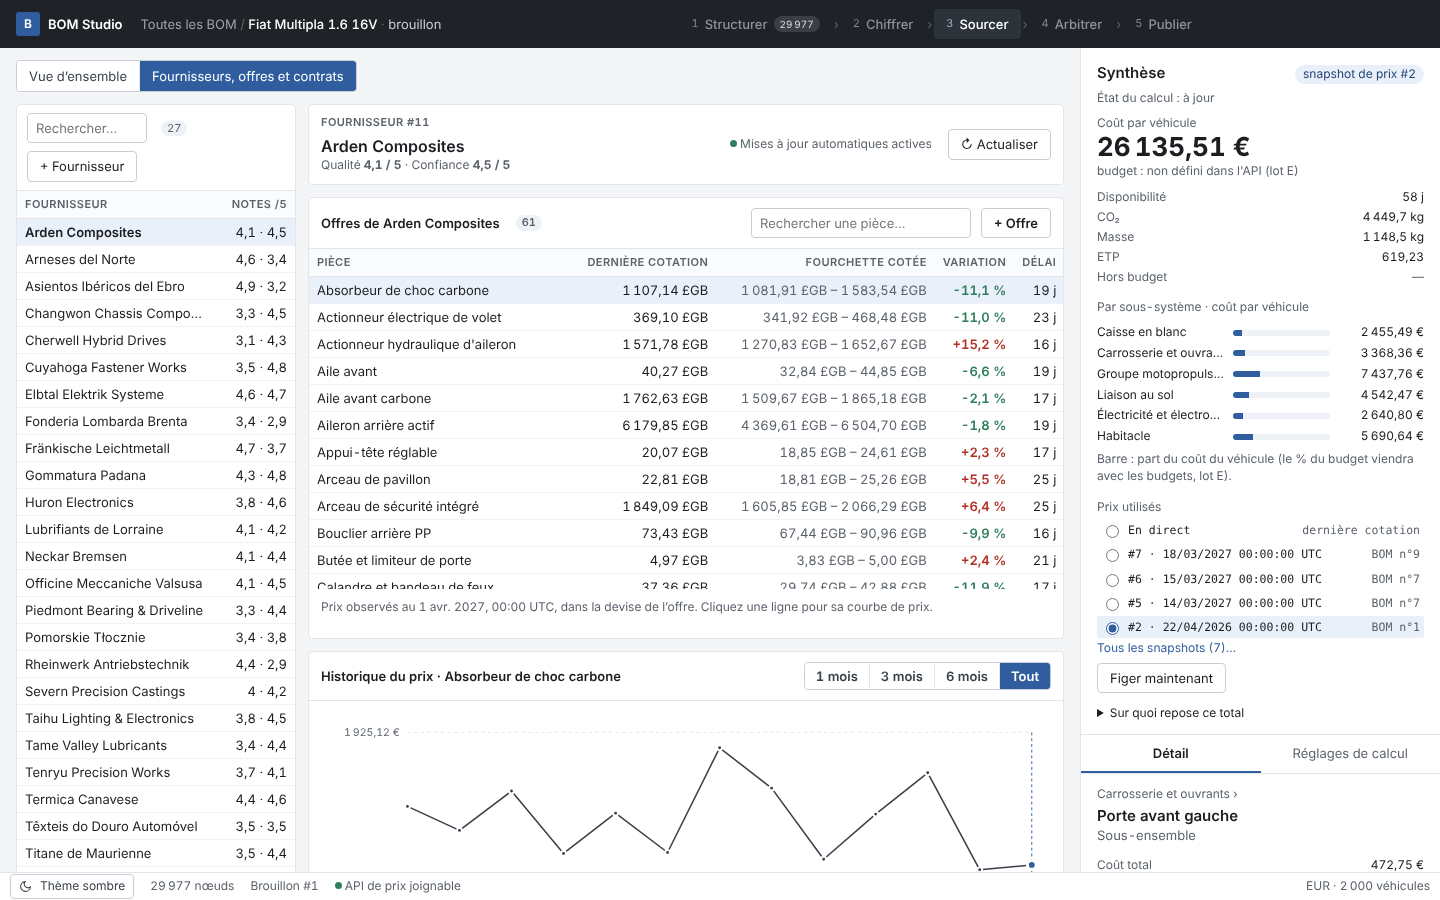 B BOM Studio Toutes les BOM / Fiat Multipla 1.6 16V · brouillon 1 Structurer 29 977 › 2 Chiffrer › 3 Sourcer › 4 Arbitrer › 5 Publier
Vue d’ensemble Fournisseurs, offres et contrats
Rechercher... 27
+ Fournisseur
FOURNISSEUR NOTES /5
Arden Composites 4,1 · 4,5
Arneses del Norte 4,6 · 3,4
Asientos Ibéricos del Ebro 4,9 · 3,2
Changwon Chassis Compo... 3,3 · 4,5
Cherwell Hybrid Drives 3,1 · 4,3
Cuyahoga Fastener Works 3,5 · 4,8
Elbtal Elektrik Systeme 4,6 · 4,7
Fonderia Lombarda Brenta 3,4 · 2,9
Fränkische Leichtmetall 4,7 · 3,7
Gommatura Padana 4,3 · 4,8
Huron Electronics 3,8 · 4,6
Lubrifiants de Lorraine 4,1 · 4,2
Neckar Bremsen 4,1 · 4,4
Officine Meccaniche Valsusa 4,1 · 4,5
Piedmont Bearing & Driveline 3,3 · 4,4
Pomorskie Tłocznie 3,4 · 3,8
Rheinwerk Antriebstechnik 4,4 · 2,9
Severn Precision Castings 4 · 4,2
Taihu Lighting & Electronics 3,8 · 4,5
Tame Valley Lubricants 3,4 · 4,4
Tenryu Precision Works 3,7 · 4,1
Termica Canavese 4,4 · 4,6
Têxteis do Douro Automóvel 3,5 · 3,5
Titane de Maurienne 3,5 · 4,4
FOURNISSEUR #11
Arden Composites
Qualité 4,1 / 5 · Confiance 4,5 / 5
Mises à jour automatiques actives ↻ Actualiser
Offres de Arden Composites 61 Rechercher une pièce... + Offre
PIÈCE DERNIÈRE COTATION FOURCHETTE COTÉE VARIATION DÉLAI
Absorbeur de choc carbone 1 107,14 £GB 1 081,91 £GB – 1 583,54 £GB -11,1 % 19 j
Actionneur électrique de volet 369,10 £GB 341,92 £GB – 468,48 £GB -11,0 % 23 j
Actionneur hydraulique d'aileron 1 571,78 £GB 1 270,83 £GB – 1 652,67 £GB +15,2 % 16 j
Aile avant 40,27 £GB 32,84 £GB – 44,85 £GB -6,6 % 19 j
Aile avant carbone 1 762,63 £GB 1 509,67 £GB – 1 865,18 £GB -2,1 % 17 j
Aileron arrière actif 6 179,85 £GB 4 369,61 £GB – 6 504,70 £GB -1,8 % 19 j
Appui-tête réglable 20,07 £GB 18,85 £GB – 24,61 £GB +2,3 % 17 j
Arceau de pavillon 22,81 £GB 18,81 £GB – 25,26 £GB +5,5 % 25 j
Arceau de sécurité intégré 1 849,09 £GB 1 605,85 £GB – 2 066,29 £GB +6,4 % 25 j
Bouclier arrière PP 73,43 £GB 67,44 £GB – 90,96 £GB -9,9 % 16 j
Butée et limiteur de porte 4,97 £GB 3,83 £GB – 5,00 £GB +2,4 % 21 j
Calandre et bandeau de feux 37,36 £GB 29,74 £GB – 42,88 £GB -11,9 % 17 j
Prix observés au 1 avr. 2027, 00:00 UTC, dans la devise de l’offre. Cliquez une ligne pour sa courbe de prix.
Historique du prix · Absorbeur de choc carbone 1 mois 3 mois 6 mois Tout
1 925,12 €
Synthèse snapshot de prix #2
État du calcul : à jour
Coût par véhicule
26 135,51 €
budget : non défini dans l'API (lot E)
Disponibilité 58 j
CO₂ 4 449,7 kg
Masse 1 148,5 kg
ETP 619,23
Hors budget —
Par sous-système · coût par véhicule
Caisse en blanc 2 455,49 €
Carrosserie et ouvra... 3 368,36 €
Groupe motopropuls... 7 437,76 €
Liaison au sol 4 542,47 €
Électricité et électro... 2 640,80 €
Habitacle 5 690,64 €
Barre : part du coût du véhicule (le % du budget viendra
avec les budgets, lot E).
Prix utilisés
En direct dernière cotation
#7 · 18/03/2027 00:00:00 UTC BOM n°9
#6 · 15/03/2027 00:00:00 UTC BOM n°7
#5 · 14/03/2027 00:00:00 UTC BOM n°7
#2 · 22/04/2026 00:00:00 UTC BOM n°1
Tous les snapshots (7)...
Figer maintenant
▶ Sur quoi repose ce total
Détail Réglages de calcul
Carrosserie et ouvrants ›
Porte avant gauche
Sous-ensemble
Coût total 472,75 €
Thème sombre 29 977 nœuds Brouillon #1 API de prix joignable EUR · 2 000 véhicules